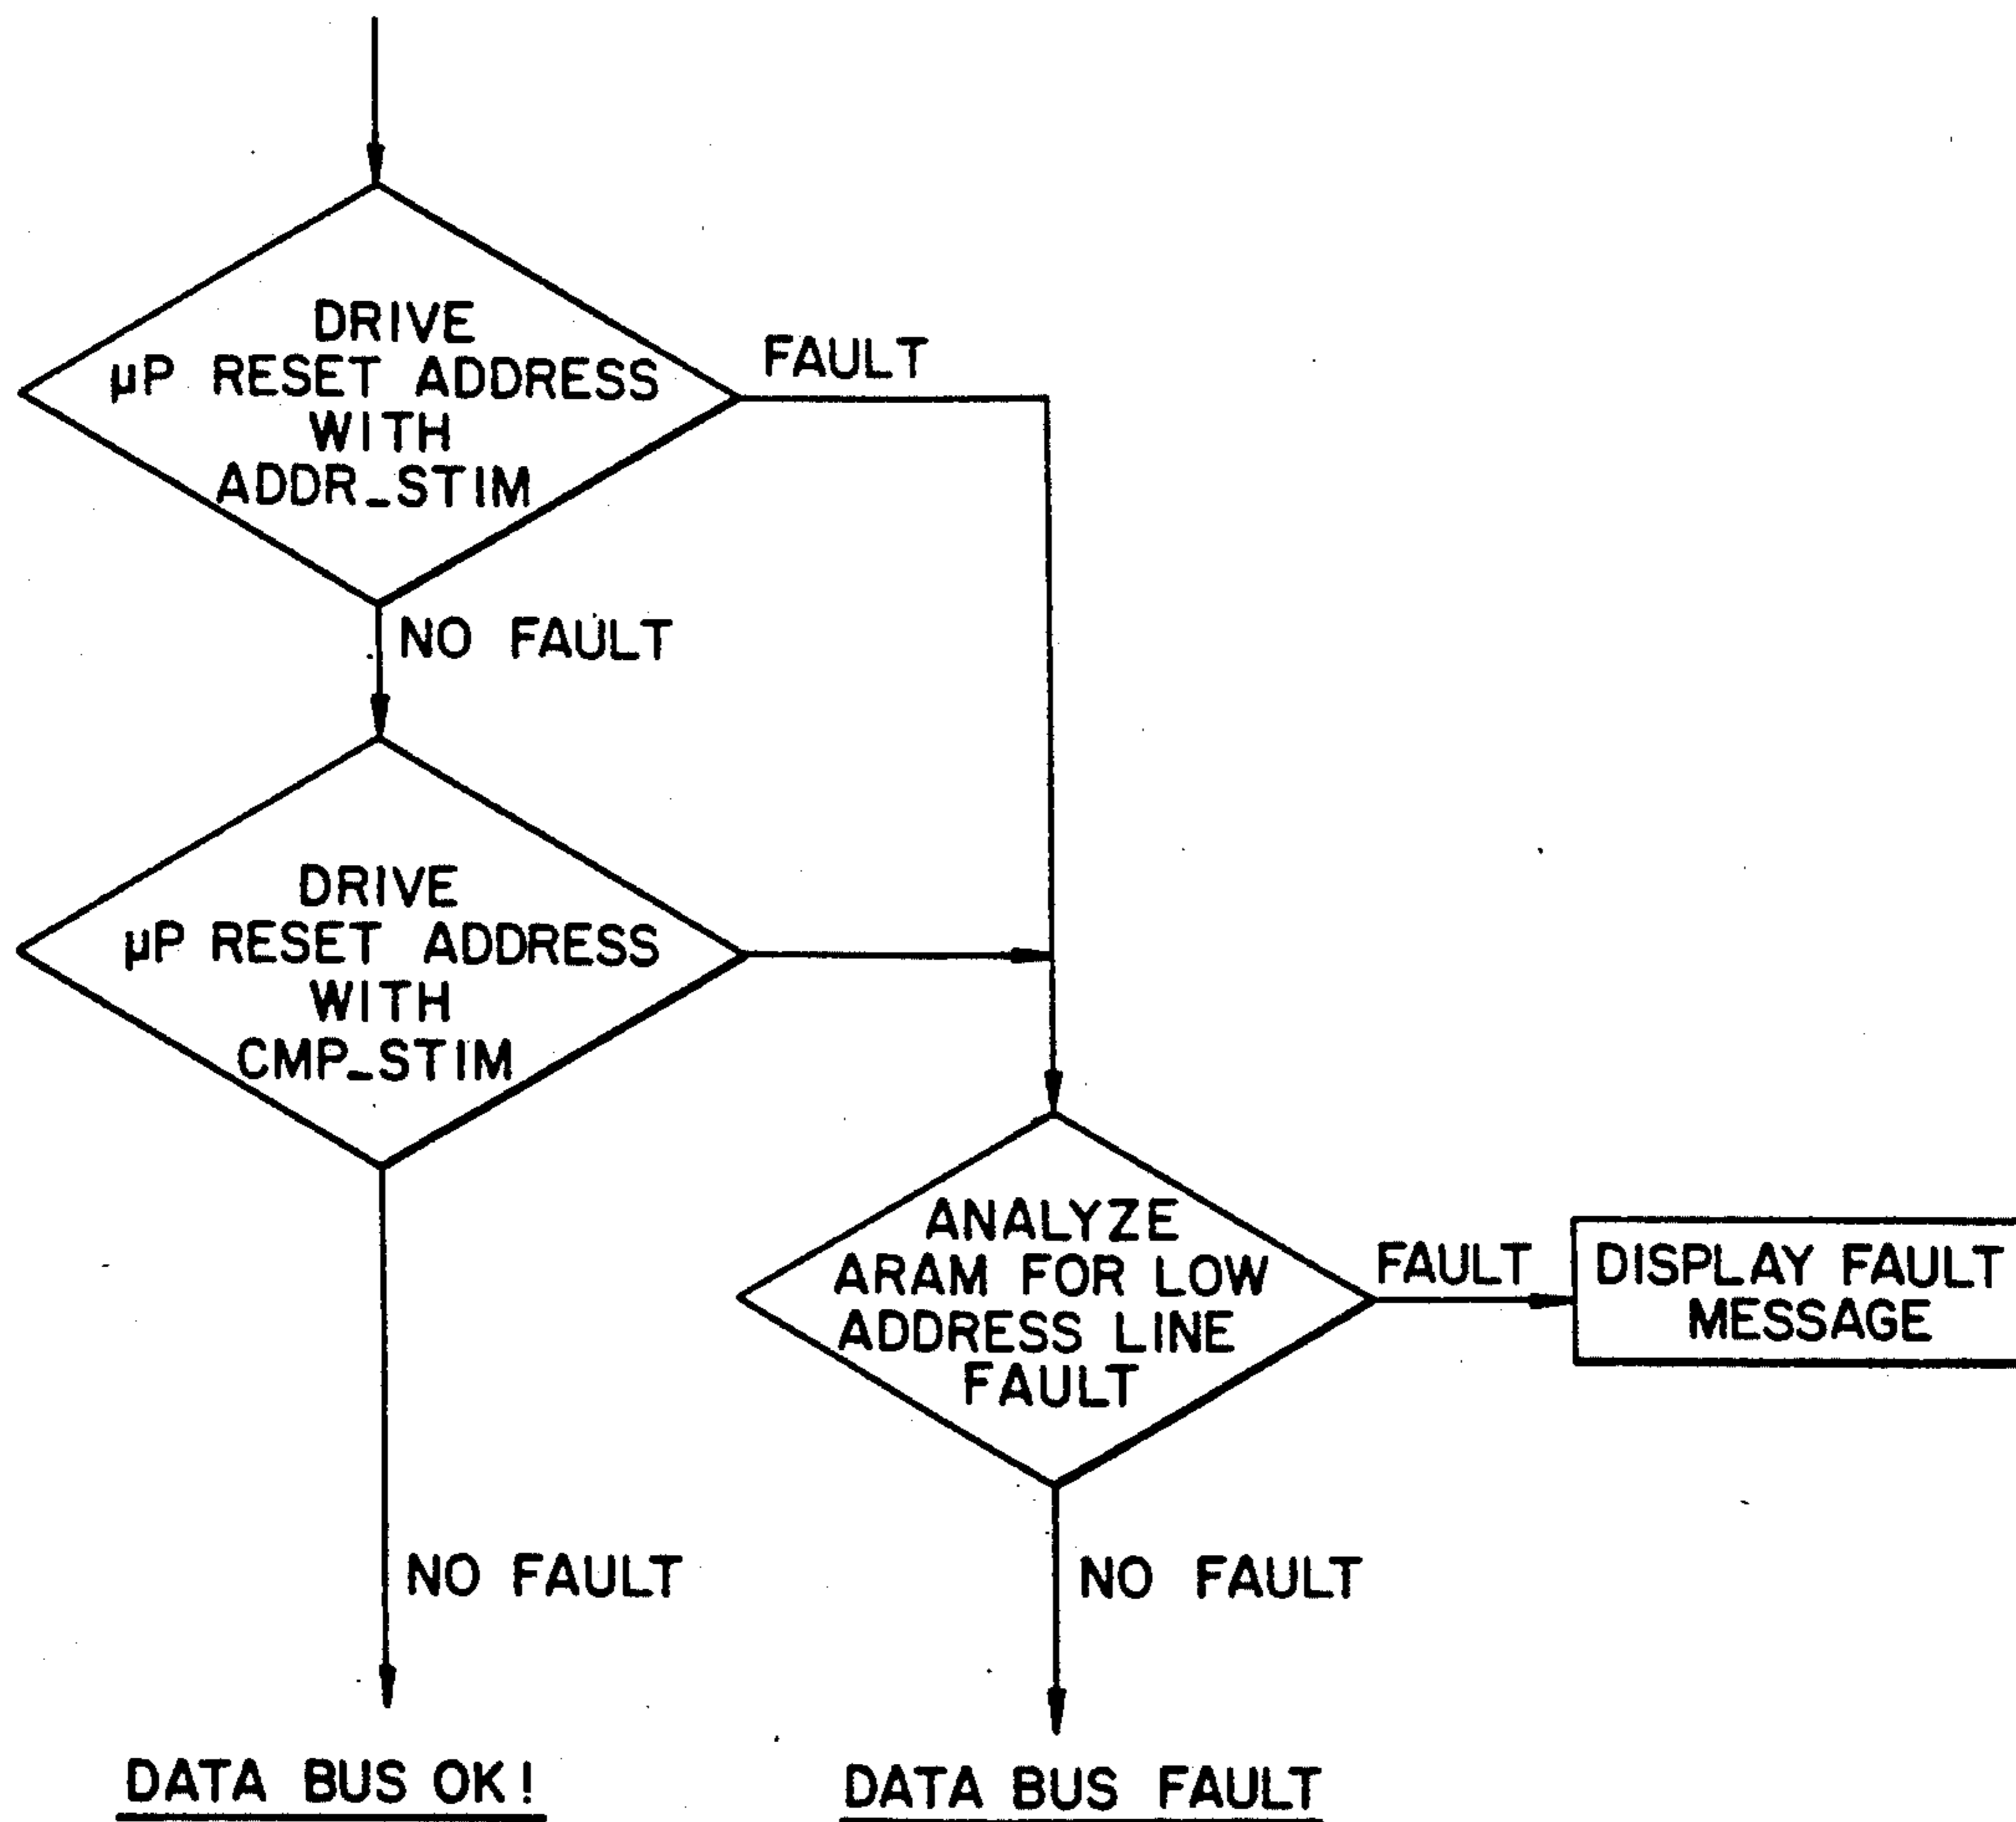 DRIVE
µP RESET ADDRESS
WITH
ADDR_STIM
FAULT
NO FAULT
DRIVE
µP RESET ADDRESS
WITH
CMP_STIM
ANALYZE
ARAM FOR LOW
ADDRESS LINE
FAULT
FAULT
DISPLAY FAULT
MESSAGE
NO FAULT
NO FAULT
DATA BUS OK!
DATA BUS FAULT